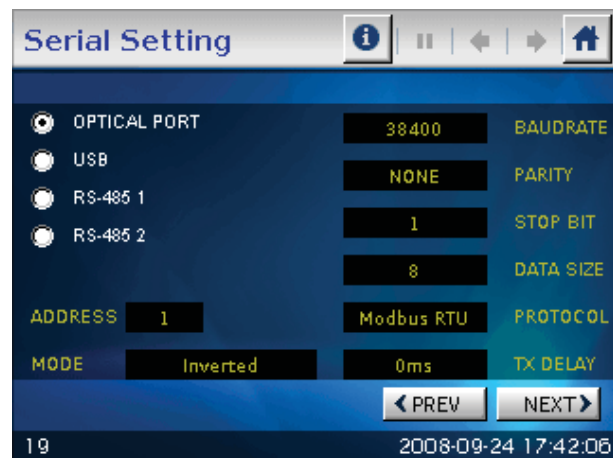 Serial Setting
OPTICAL PORT
USB
RS-485 1
RS-485 2
38400 BAUDRATE
NONE PARITY
1 STOP BIT
8 DATA SIZE
ADDRESS 1 Modbus RTU PROTOCOL
MODE Inverted 0ms TX DELAY
PREV NEXT
19 2008-09-24 17:42:06